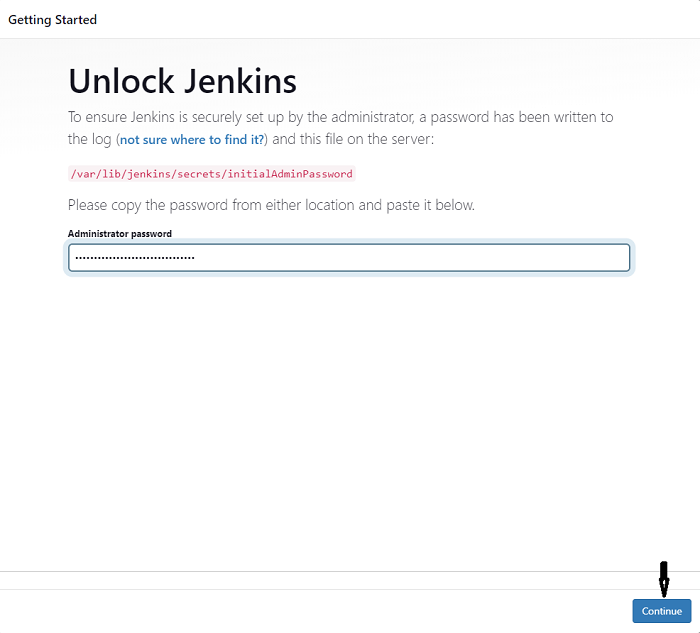 Getting Started
Unlock Jenkins
To ensure Jenkins is securely set up by the administrator, a password has been written to
the log (not sure where to find it?) and this file on the server:
/var/lib/jenkins/secrets/initialAdminPassword
Please copy the password from either location and paste it below.
Administrator password
Continue